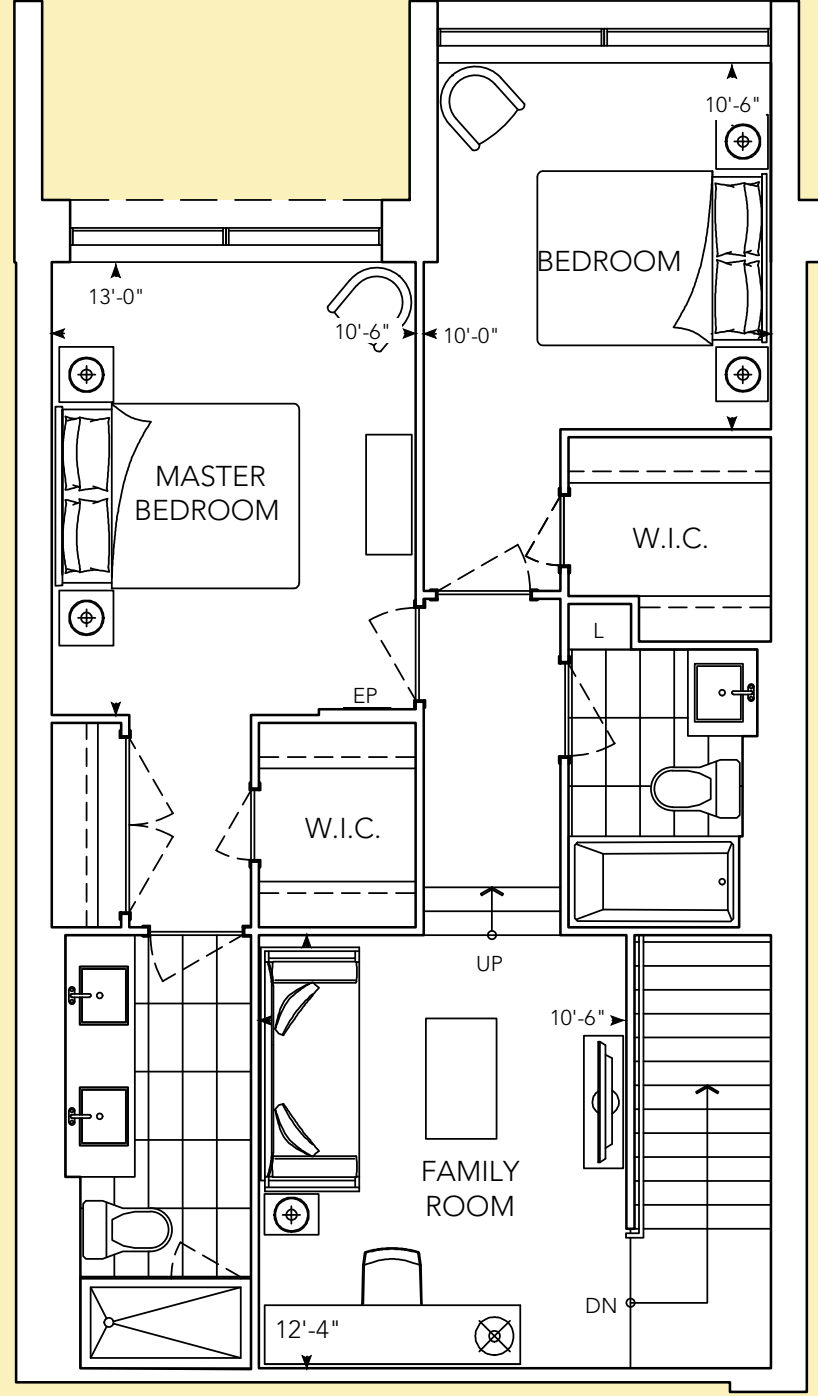 10'-6"
BEDROOM
13'-0"
10'-6"
10'-0"
MASTER
BEDROOM
W.I.C.
L
EP
W.I.C.
UP
10'-6"
FAMILY
ROOM
DN
12'-4"